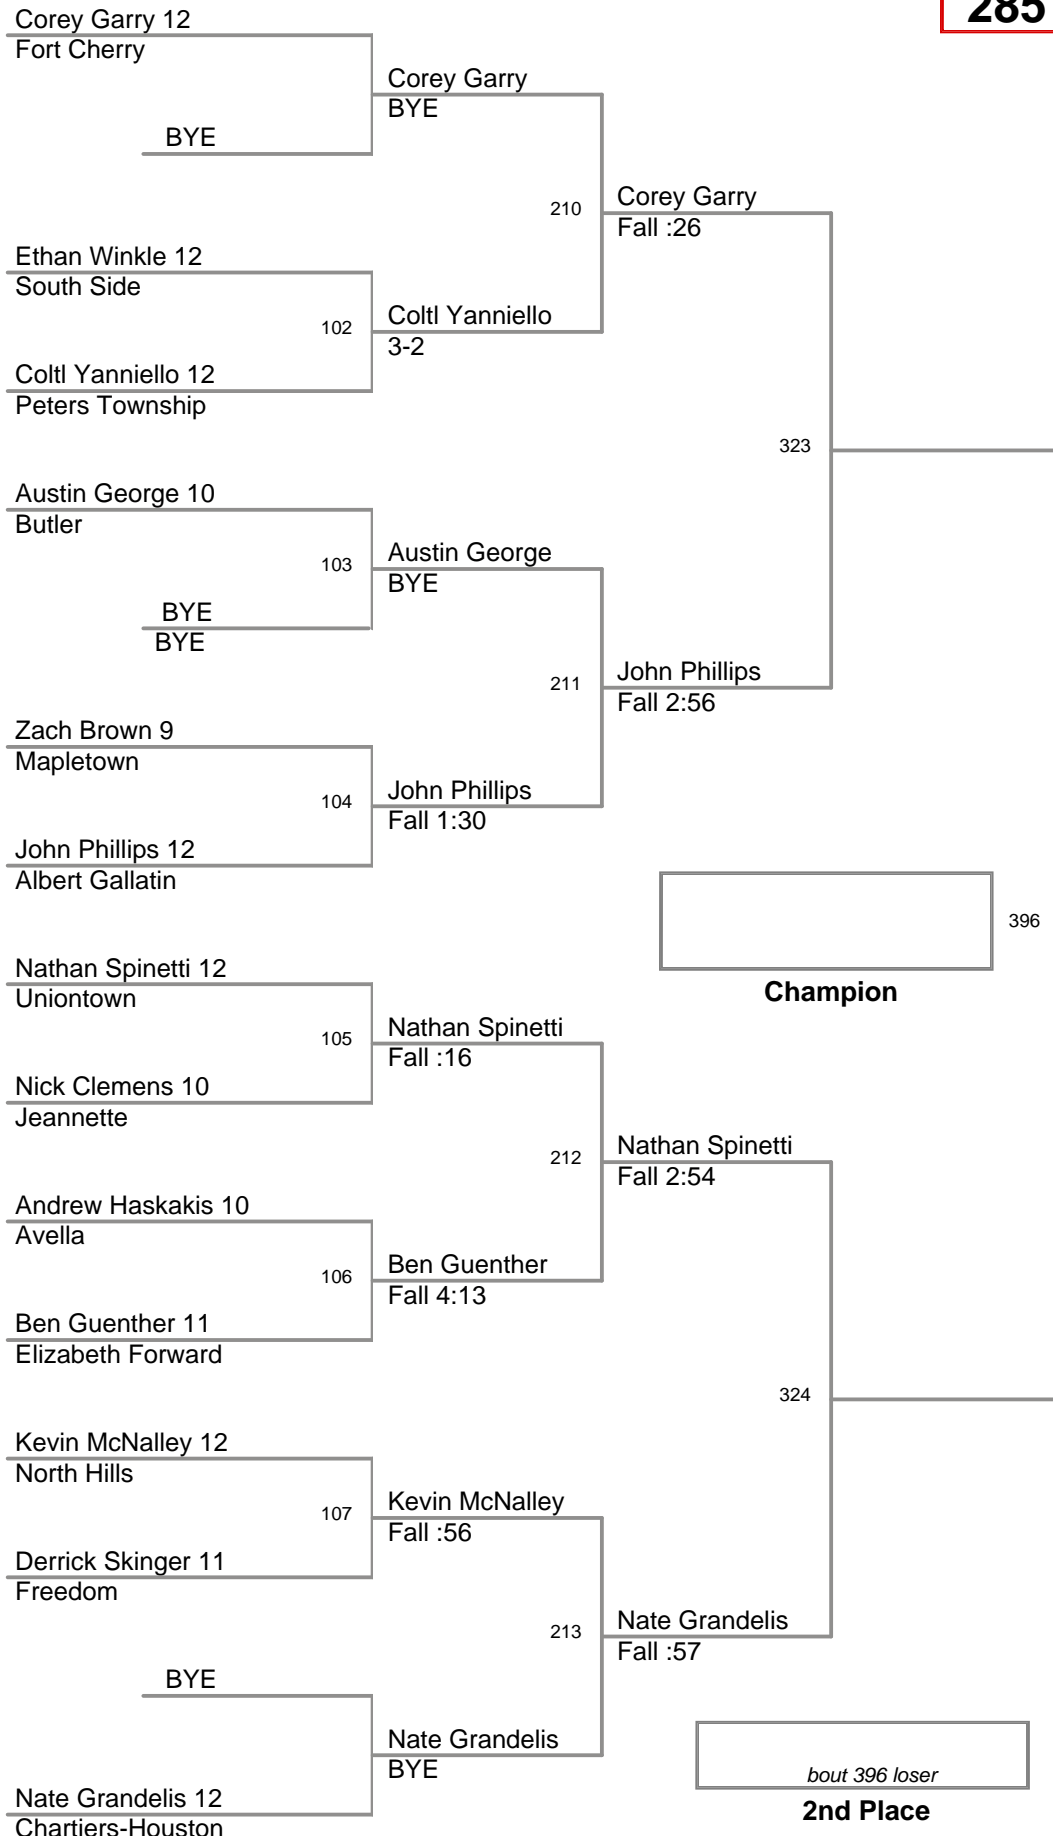 285
Corey Garry 12
Fort Cherry
Corey Garry
BYE
BYE
210
Corey Garry
Fall :26
Ethan Winkle 12
South Side
102
Coltl Yanniello
3-2
Coltl Yanniello 12
Peters Township
323
Austin George 10
Butler
103
Austin George
BYE
BYE
BYE
211
John Phillips
Fall 2:56
Zach Brown 9
Mapletown
104
John Phillips
Fall 1:30
John Phillips 12
Albert Gallatin
396
Champion
Nathan Spinetti 12
Uniontown
105
Nathan Spinetti
Fall :16
Nick Clemens 10
Jeannette
212
Nathan Spinetti
Fall 2:54
Andrew Haskakis 10
Avella
106
Ben Guenther
Fall 4:13
Ben Guenther 11
Elizabeth Forward
324
Kevin McNalley 12
North Hills
107
Kevin McNalley
Fall :56
Derrick Skinger 11
Freedom
213
Nate Grandelis
Fall :57
BYE
Nate Grandelis
BYE
bout 396 loser
2nd Place
Nate Grandelis 12
Chartiers-Houston